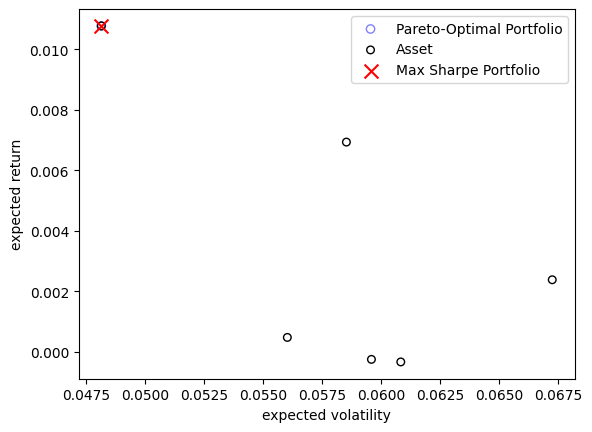 Pareto-Optimal Portfolio
Asset
Max Sharpe Portfolio
expected return
0.010
0.008
0.006
0.004
0.002
0.000
0.0475 0.0500 0.0525 0.0550 0.0575 0.0600 0.0625 0.0650 0.0675
expected volatility